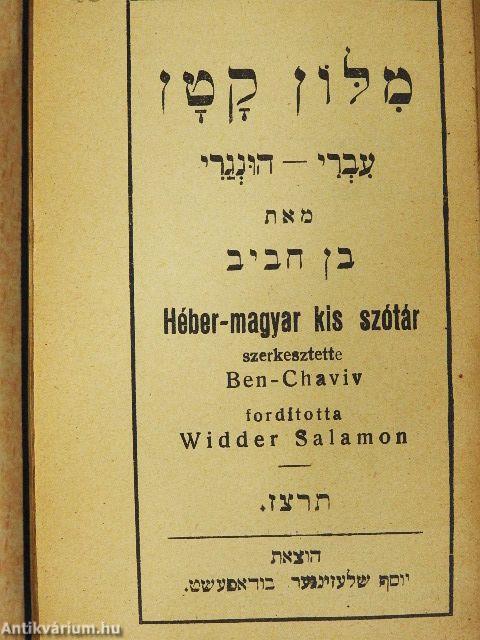 מִלּוֹן קָטָן
עִבְרִי — הוּנְגָרִי
מאת
בן חביב
Héber-magyar kis szótár
szerkesztette
Ben-Chaviv
fordította
Widder Salamon
תרצז.
הוצאת
יוסף שלעזינגער בודאפעשט.
Antikvárium.hu